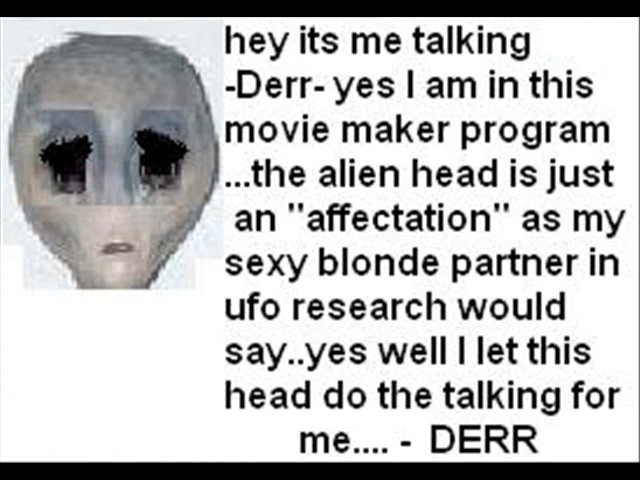 hey its me talking
-Derr- yes I am in this
movie maker program
...the alien head is just
an "affectation" as my
sexy blonde partner in
ufo research would
say..yes well I let this
head do the talking for
me.... - DERR